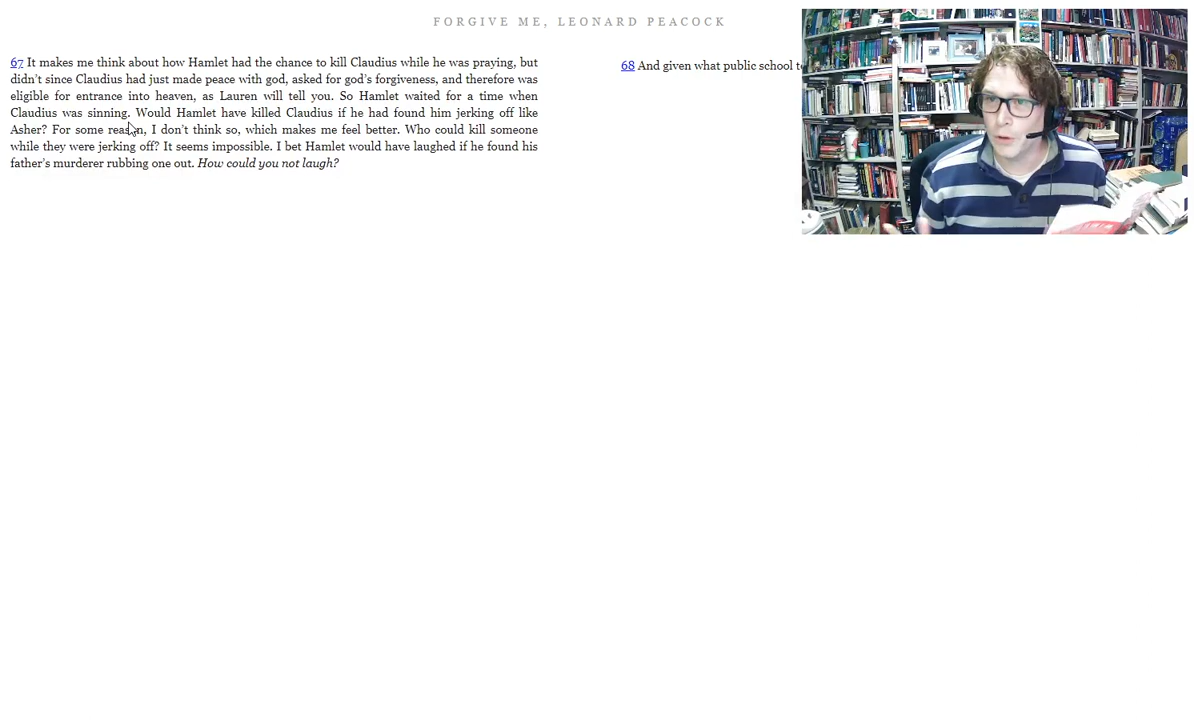 FORGIVE ME, LEONARD PEACOCK
67 It makes me think about how Hamlet had the chance to kill Claudius while he was praying, but
didn't since Claudius had just made peace with god, asked for god's forgiveness, and therefore was
eligible for entrance into heaven, as Lauren will tell you. So Hamlet waited for a time when
Claudius was sinning. Would Hamlet have killed Claudius if he had found him jerking off like
Asher? For some reason, I don't think so, which makes me feel better. Who could kill someone
while they were jerking off? It seems impossible. I bet Hamlet would have laughed if he found his
father's murderer rubbing one out. How could you not laugh?
68 And given what public school